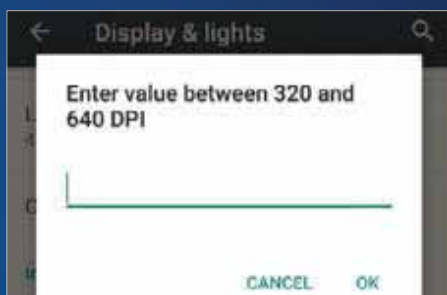 Display & lights
Enter value between 320 and
640 DPI
CANCEL OK